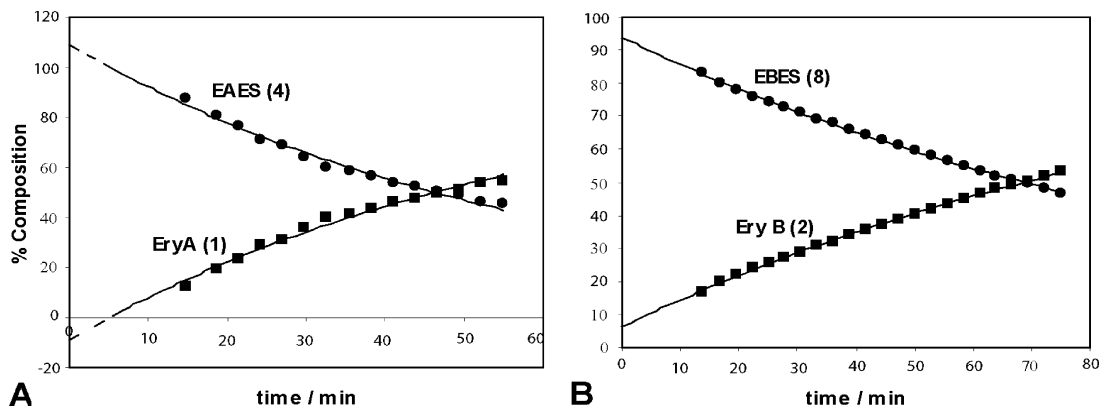 120
100
80
60
40
20
0
-20
% Composition
EAES (4)
EryA (1)
0 10 20 30 40 50 60
time / min
A
100
90
80
70
60
50
40
30
20
10
0
EBES (8)
Ery B (2)
0 10 20 30 40 50 60 70 80
time / min
B